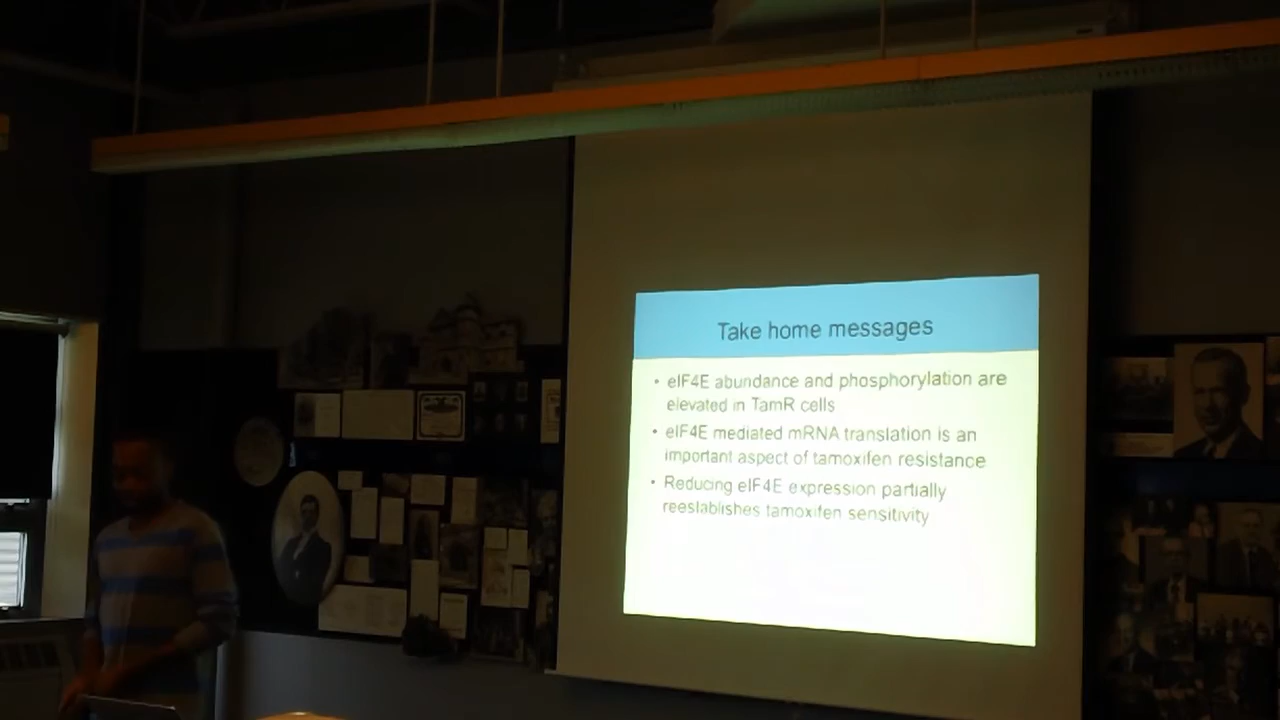 Take home messages
• eIF4E abundance and phosphorylation are
elevated in TamR cells
• eIF4E mediated mRNA translation is an
important aspect of tamoxifen resistance
• Reducing eIF4E expression partially
reestablishes tamoxifen sensitivity